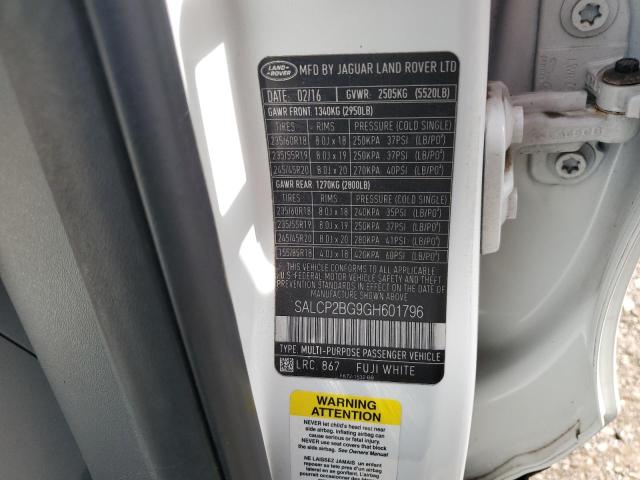 LAND-ROVER
MFD BY JAGUAR LAND ROVER LTD
DATE: 02/16 GVWR: 2505KG (5520LB)
GAWR FRONT: 1340KG (2950LB)
TIRES RIMS PRESSURE (COLD SINGLE)
235/60R18 8.0J x 18 250KPA 37PSI (LB/PO²)
235/55R19 8.0J x 19 250KPA 37PSI (LB/PO²)
245/45R20 8.0J x 20 270KPA 40PSI (LB/PO²)
GAWR REAR: 1270KG (2800LB)
TIRES RIMS PRESSURE (COLD SINGLE)
235/60R18 8.0J x 18 240KPA 35PSI (LB/PO²)
235/55R19 8.0J x 19 250KPA 37PSI (LB/PO²)
245/45R20 8.0J x 20 280KPA 41PSI (LB/PO²)
155/85R18 4.0J x 18 420KPA 60PSI (LB/PO²)
THIS VEHICLE CONFORMS TO ALL APPLICABLE
U.S. FEDERAL MOTOR VEHICLE SAFETY AND
THEFT PREVENTION STANDARDS IN EFFECT ON
THE DATE OF MANUFACTURE SHOWN ABOVE
SALCP2BG9GH601796
TYPE: MULTI-PURPOSE PASSENGER VEHICLE
LRC: 867 FUJI WHITE
WARNING
ATTENTION
NEVER let child's head rest near
side airbag. Inflating airbag can
cause serious or fatal injury.
NEVER use seat covers that can
block side airbag. See Owners Manual
NE LAISSEZ JAMAIS un enfant
reposer sa tête près d'un airbag